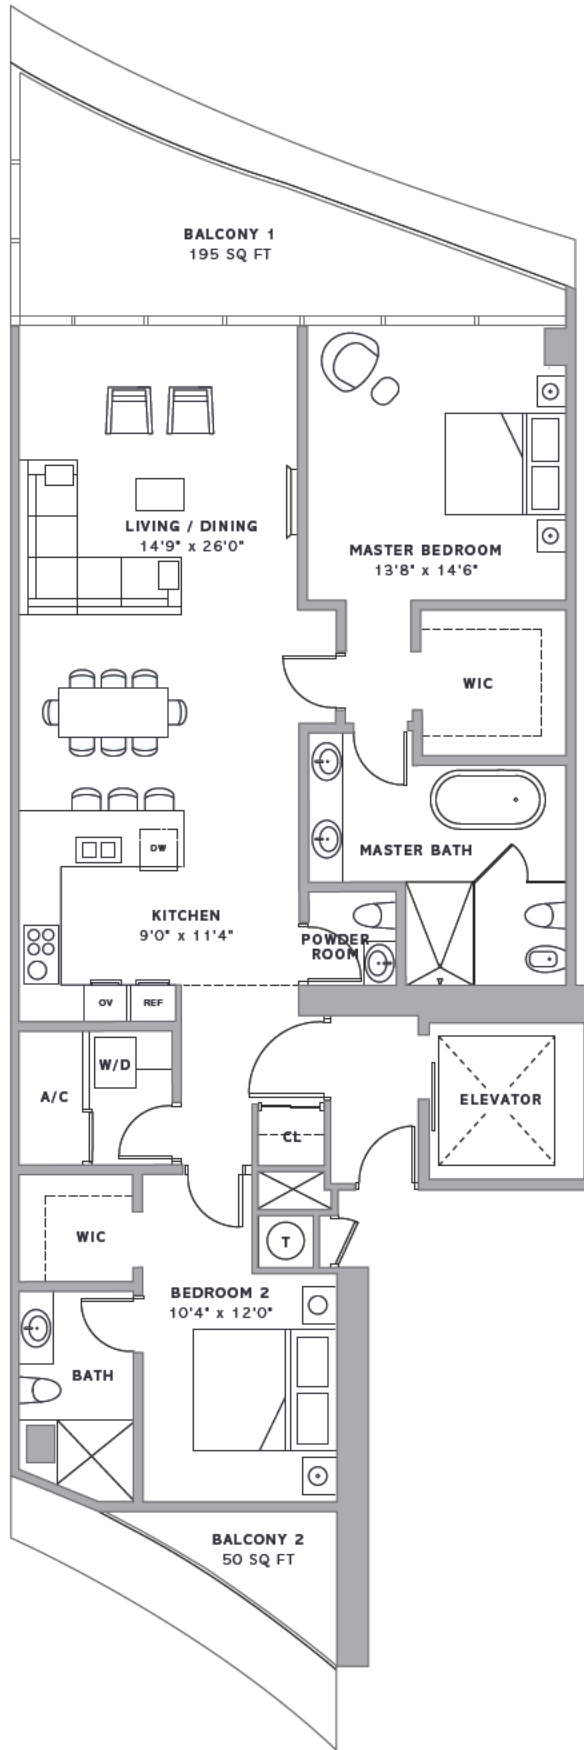 BALCONY 1
195 SQ FT
LIVING / DINING
14'9" x 26'0"
MASTER BEDROOM
13'8" x 14'6"
WIC
DW
MASTER BATH
KITCHEN
9'0" x 11'4"
POWDER
ROOM
OV
REF
W/D
A/C
ELEVATOR
CL
WIC
T
BEDROOM 2
10'4" x 12'0"
BATH
BALCONY 2
50 SQ FT